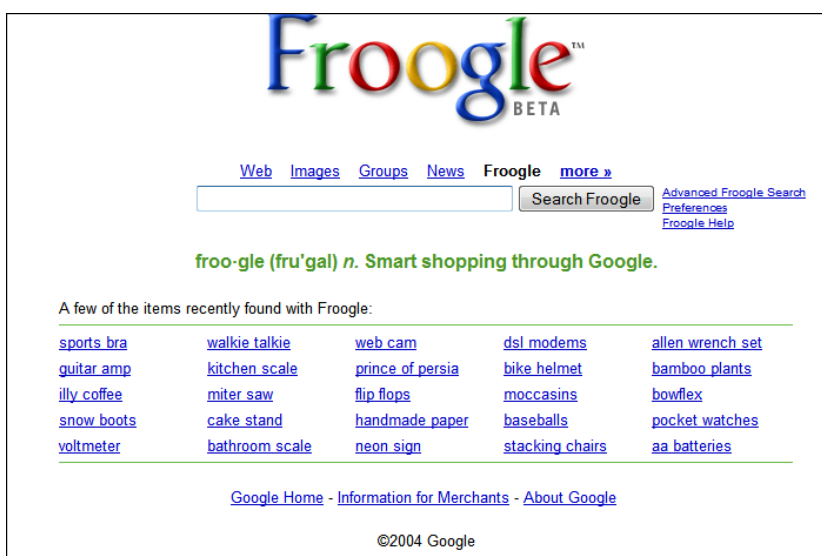 Froogle™
BETA
Web Images Groups News Froogle more »
Search Froogle
Advanced Froogle Search
Preferences
Froogle Help
froo·gle (fru'gal) n. Smart shopping through Google.
A few of the items recently found with Froogle:
sports bra walkie talkie web cam dsl modems allen wrench set
guitar amp kitchen scale prince of persia bike helmet bamboo plants
illy coffee miter saw flip flops moccasins bowflex
snow boots cake stand handmade paper baseballs pocket watches
voltmeter bathroom scale neon sign stacking chairs aa batteries
Google Home - Information for Merchants - About Google
©2004 Google